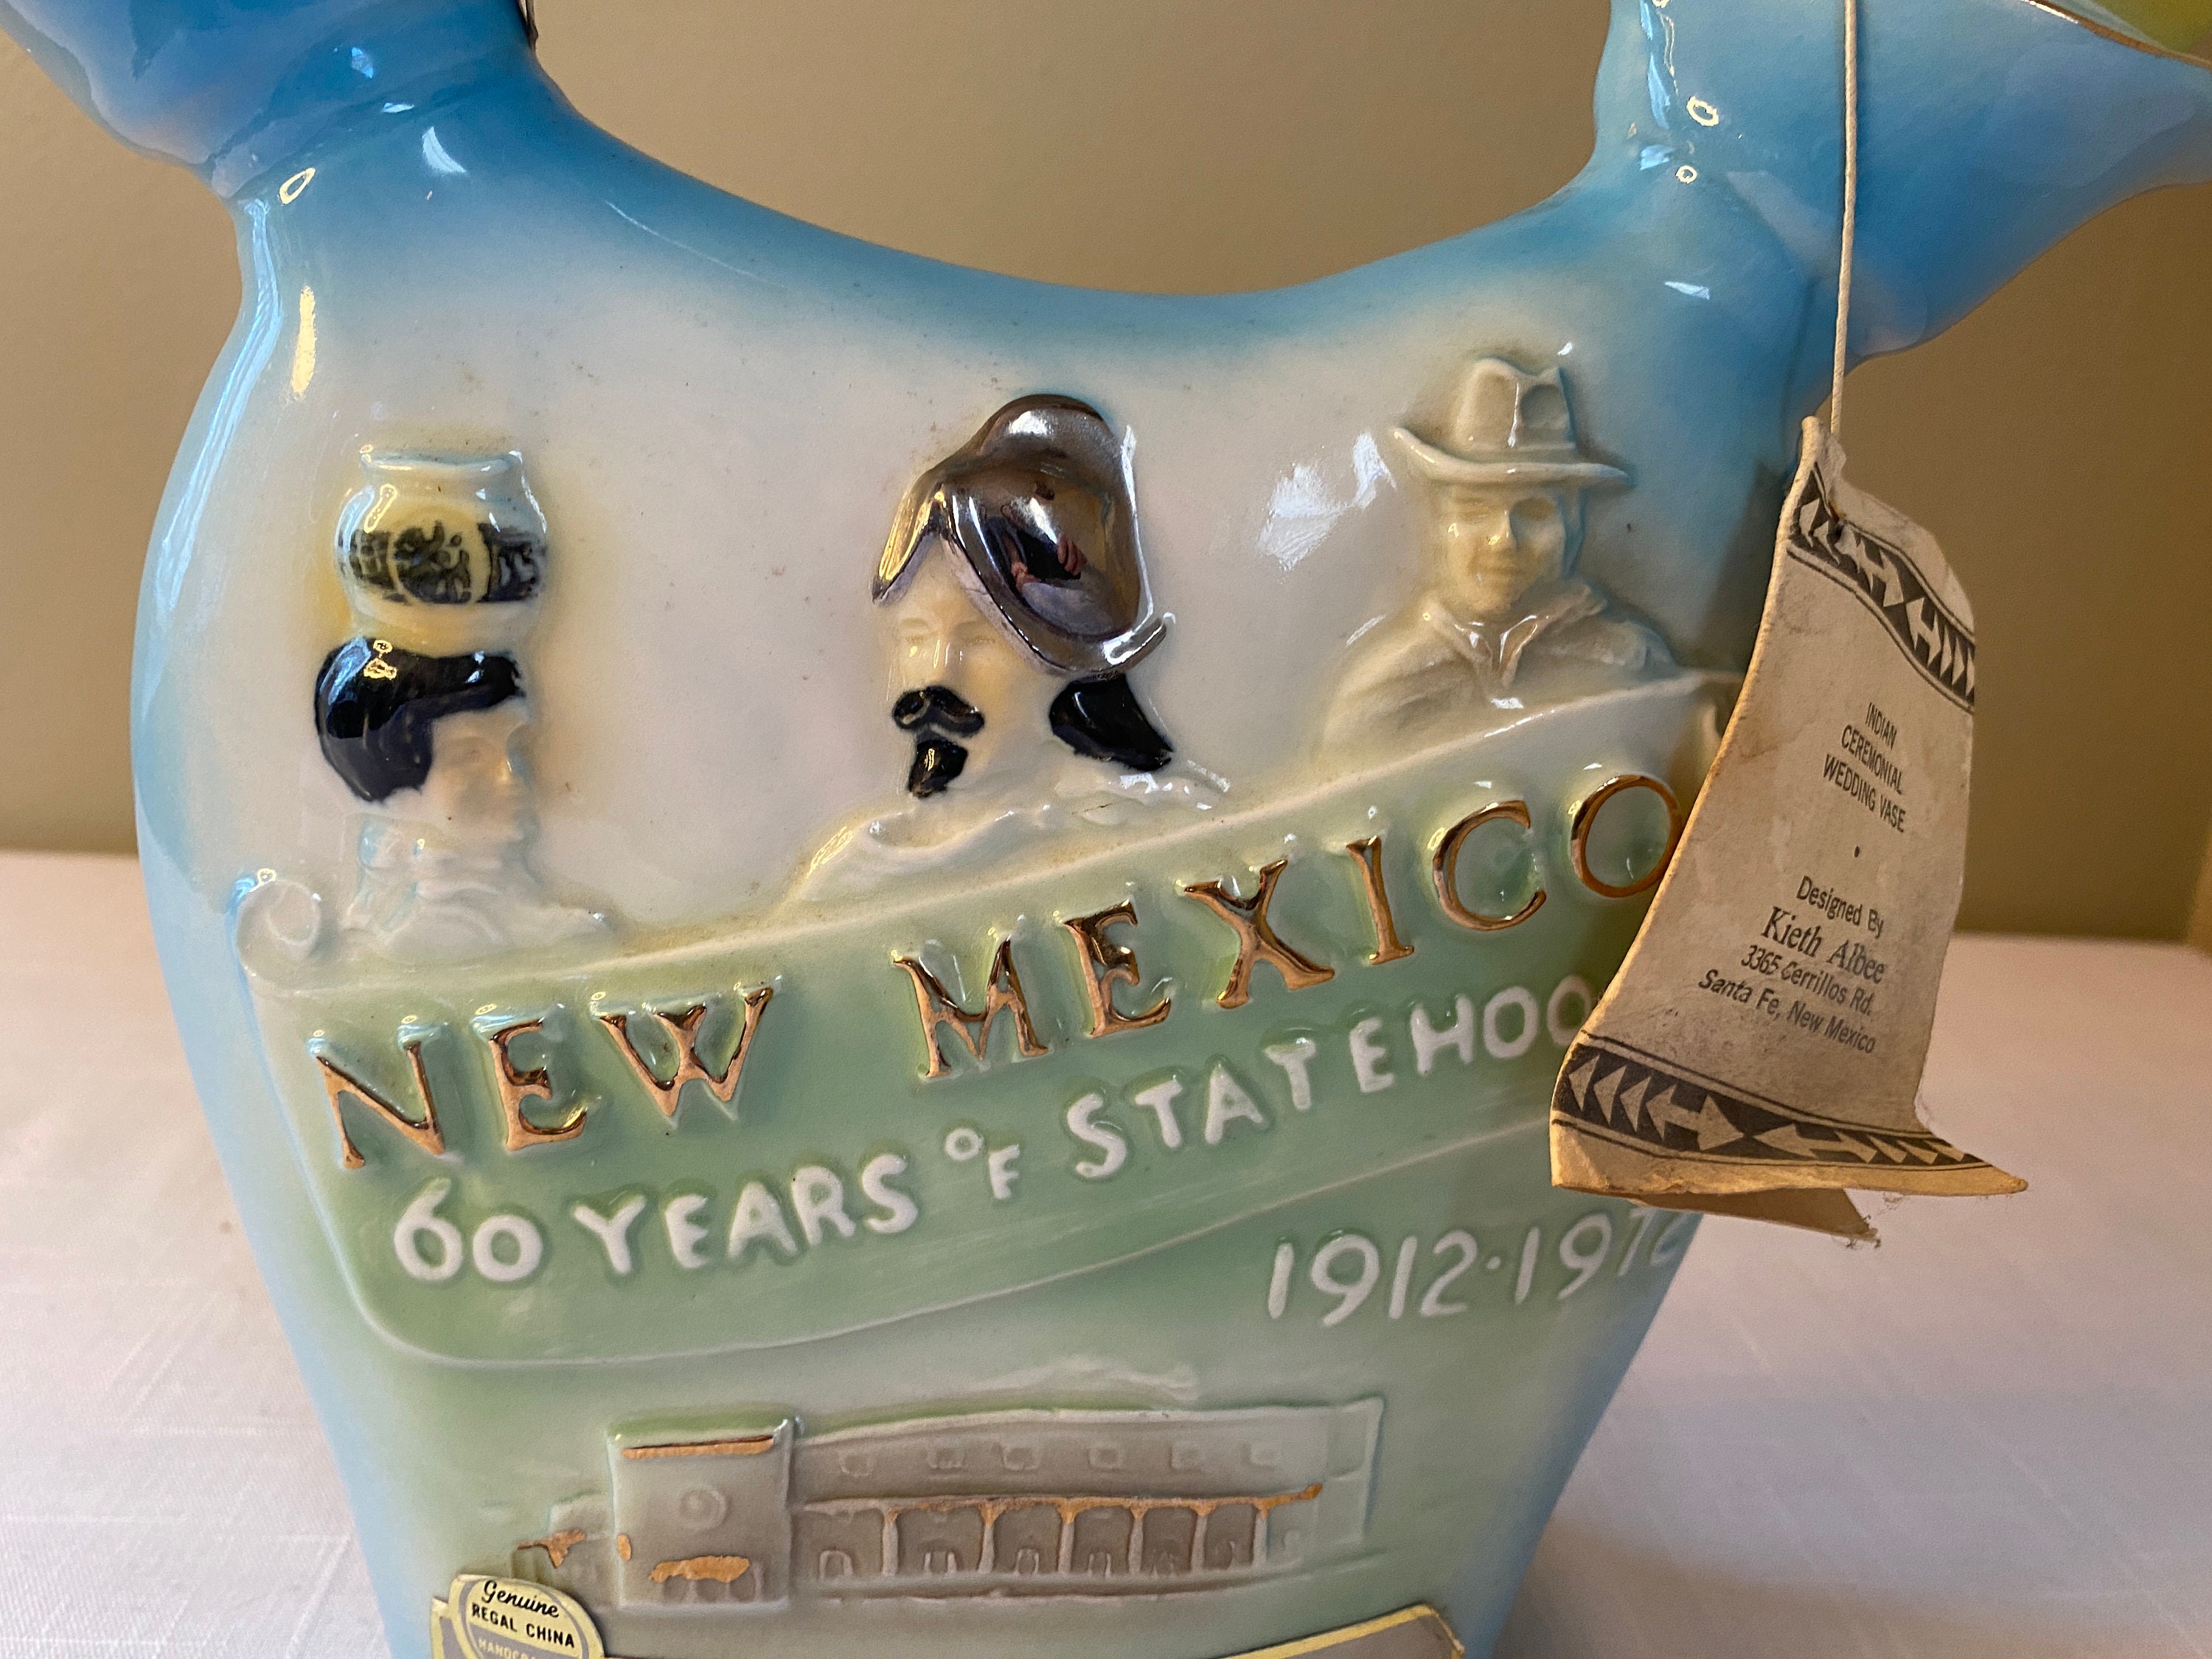 NEW MEXICO
60 YEARS OF STATEHOO
1912·1972
INDIAN
CEREMONIAL
WEDDING VASE
•
Designed By
Kieth Albee
3365 Cerrillos Rd.
Santa Fe, New Mexico
Genuine
REGAL CHINA